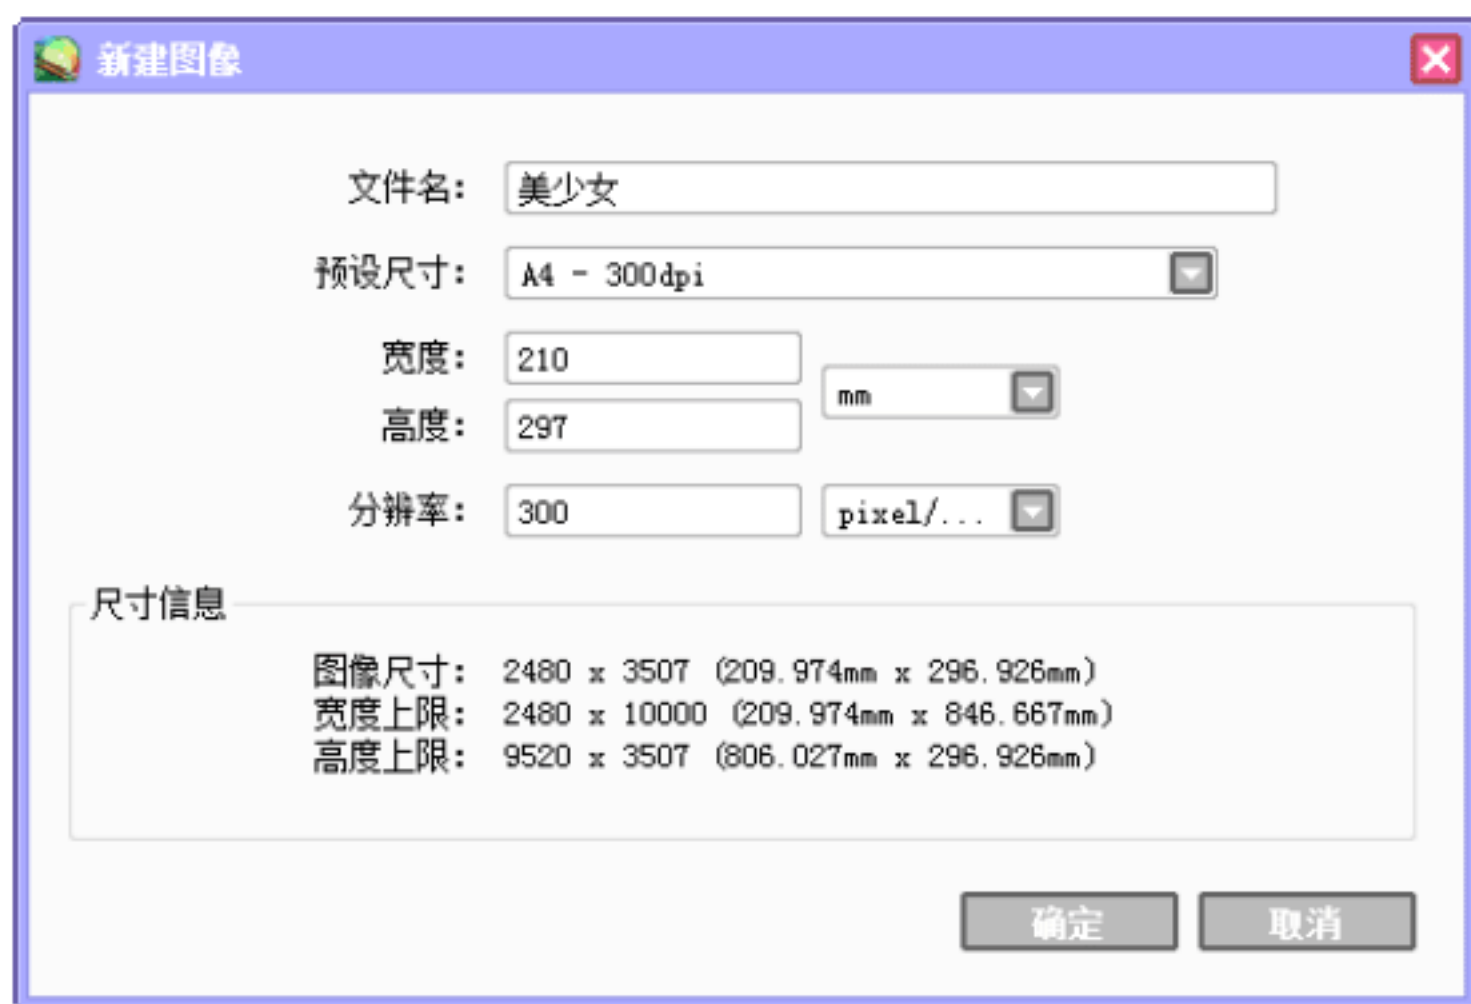 新建图像
文件名： 美少女
预设尺寸： A4 - 300dpi
宽度： 210
mm
高度： 297
分辨率： 300 pixel/...
尺寸信息
图像尺寸： 2480 x 3507 (209.974mm x 296.926mm)
宽度上限： 2480 x 10000 (209.974mm x 846.667mm)
高度上限： 9520 x 3507 (806.027mm x 296.926mm)
确定 取消